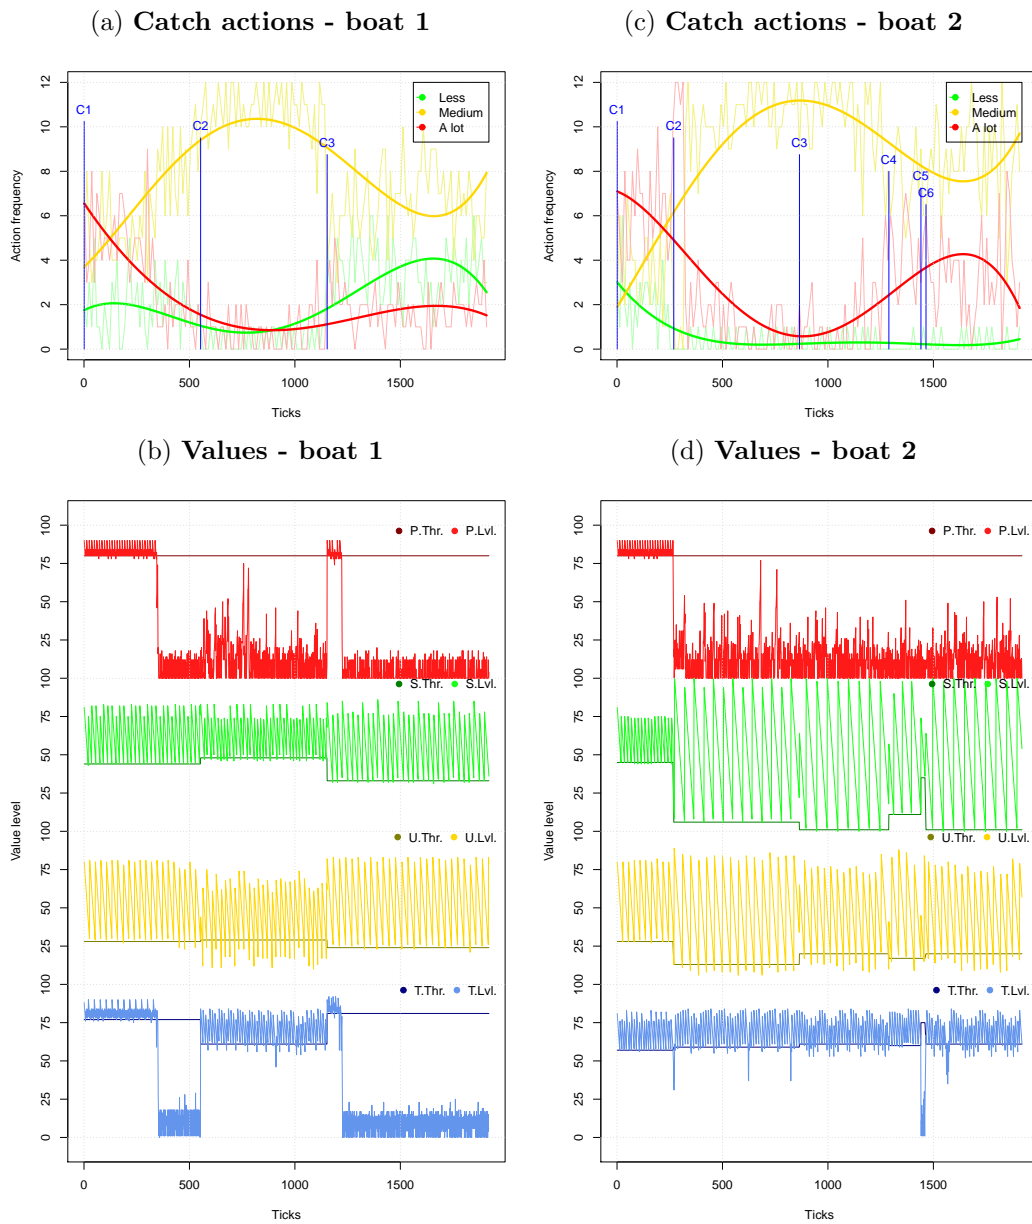 (a) Catch actions - boat 1
12
10
8
6
4
2
0
Action frequency
C1
C2
C3
Less
Medium
A lot
0
500
1000
1500
Ticks
(c) Catch actions - boat 2
12
10
8
6
4
2
0
Action frequency
C1
C2
C3
C4
C5
C6
Less
Medium
A lot
0
500
1000
1500
Ticks
(b) Values - boat 1
100
75
50
25
100
75
50
25
100
75
50
25
100
75
50
25
0
Value level
P.Thr. P.Lvl.
S.Thr. S.Lvl.
U.Thr. U.Lvl.
T.Thr. T.Lvl.
0
500
1000
1500
Ticks
(d) Values - boat 2
100
75
50
25
100
75
50
25
100
75
50
25
100
75
50
25
0
Value level
P.Thr. P.Lvl.
S.Thr. S.Lvl.
U.Thr. U.Lvl.
T.Thr. T.Lvl.
0
500
1000
1500
Ticks